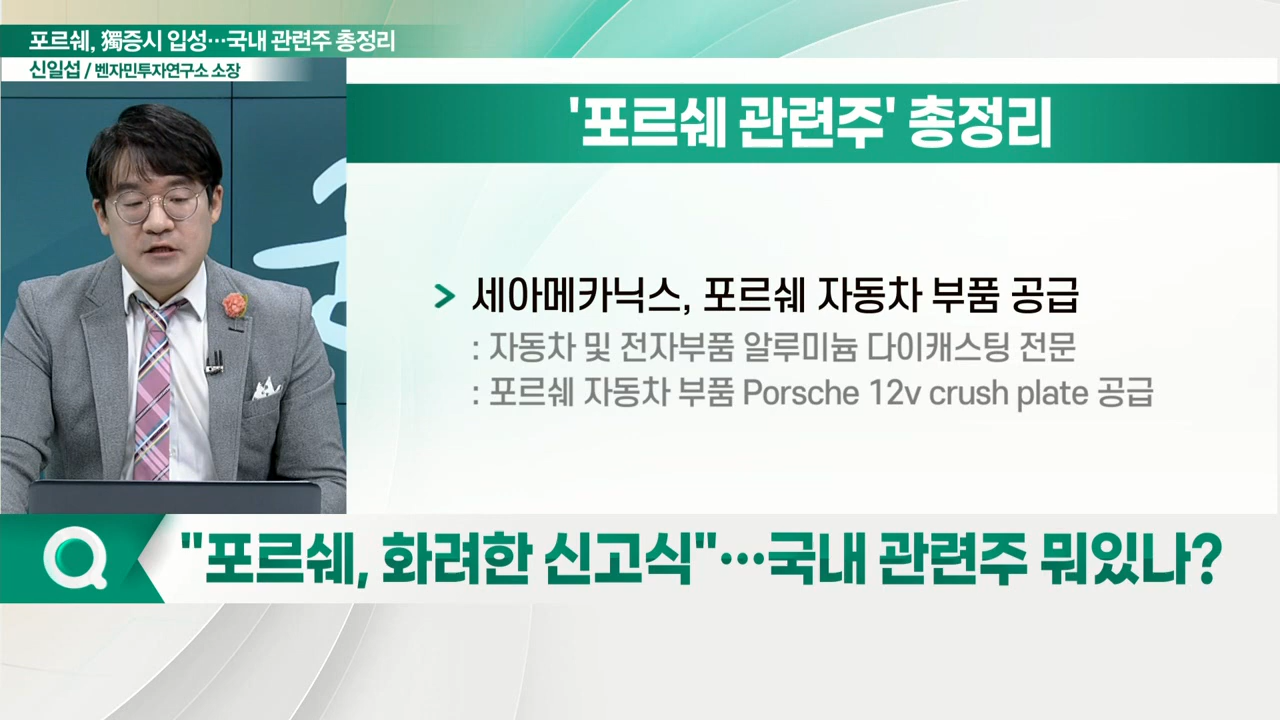 포르쉐, 獨증시 입성…국내 관련주 총정리
신일섭 / 벤자민투자연구소 소장
'포르쉐 관련주' 총정리
> 세아메카닉스, 포르쉐 자동차 부품 공급
: 자동차 및 전자부품 알루미늄 다이캐스팅 전문
: 포르쉐 자동차 부품 Porsche 12v crush plate 공급
"포르쉐, 화려한 신고식"…국내 관련주 뭐있나?